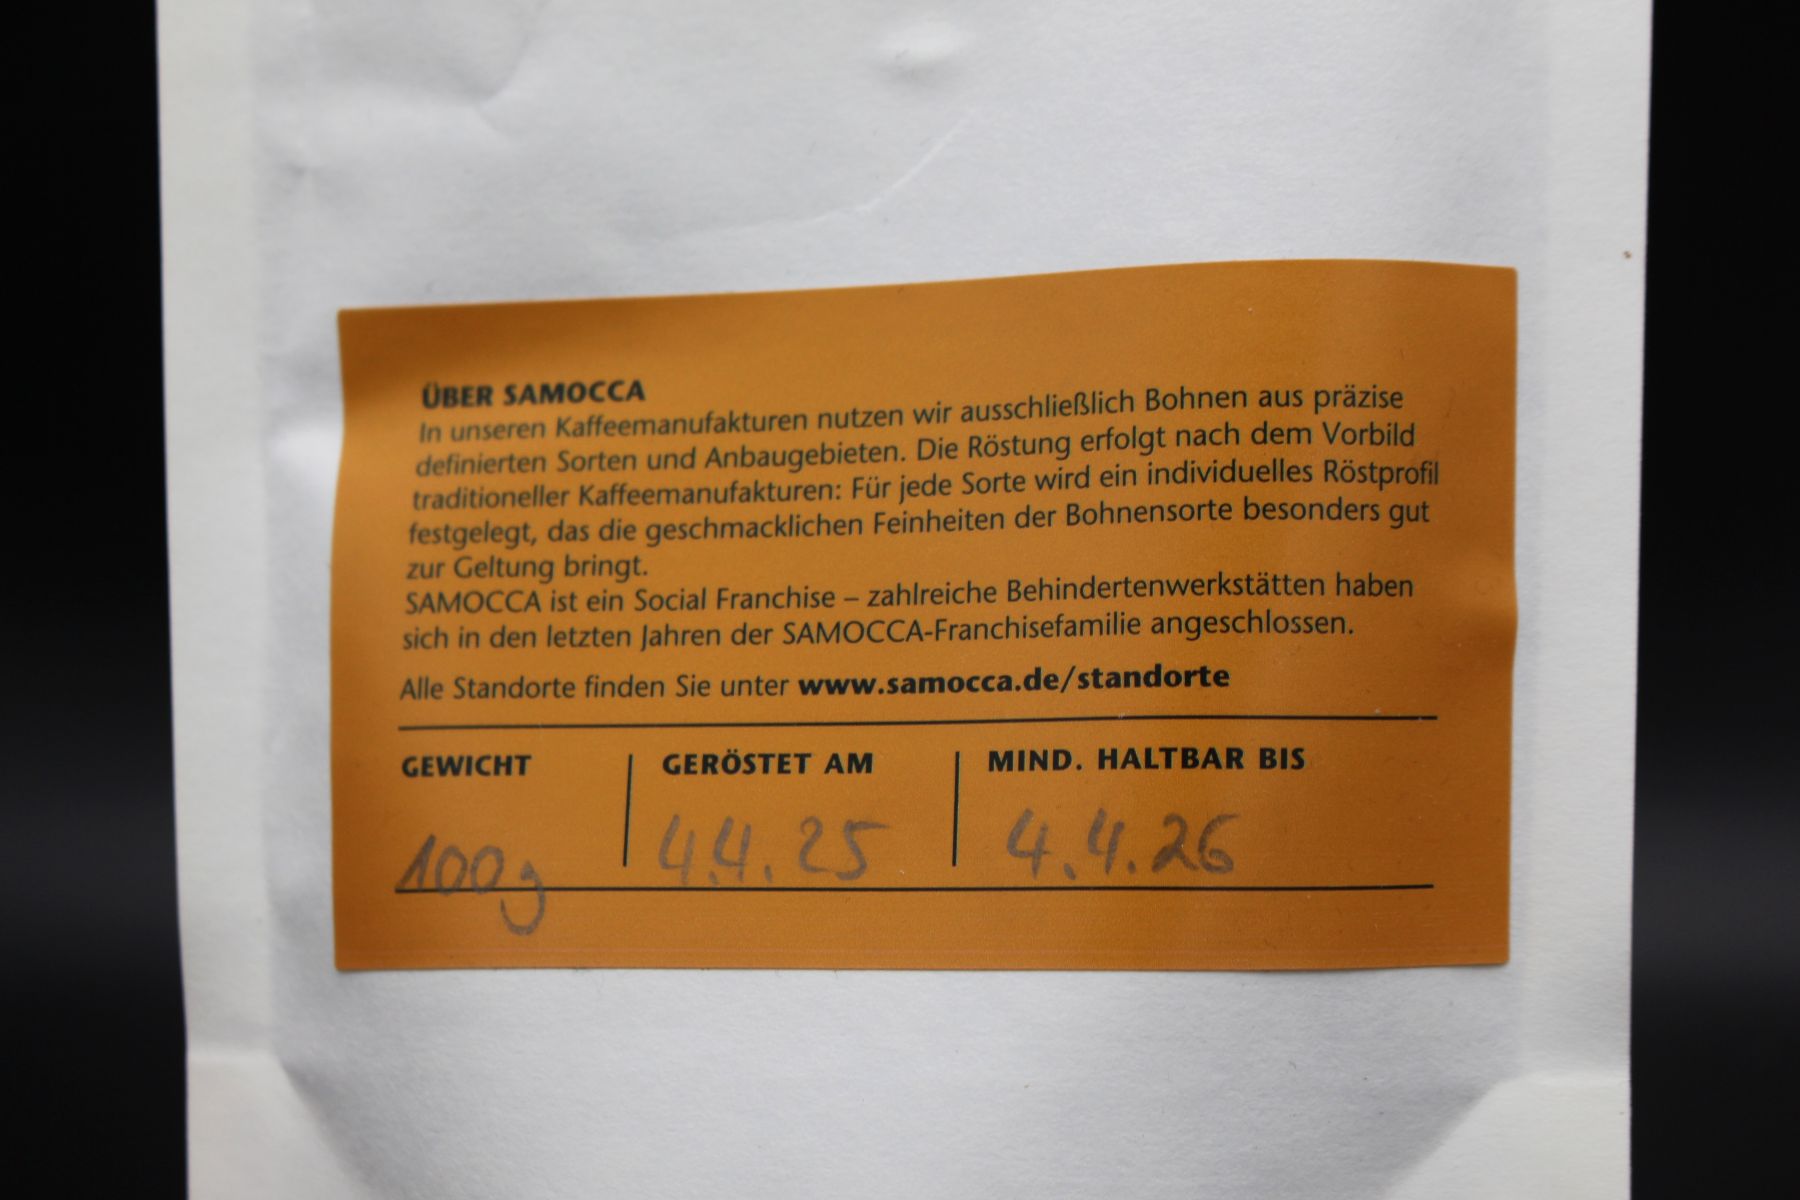 ÜBER SAMOCCA
In unseren Kaffeemanufakturen nutzen wir ausschließlich Bohnen aus präzise
definierten Sorten und Anbaugebieten. Die Röstung erfolgt nach dem Vorbild
traditioneller Kaffeemanufakturen: Für jede Sorte wird ein individuelles Röstprofil
festgelegt, das die geschmacklichen Feinheiten der Bohnensorte besonders gut
zur Geltung bringt.
SAMOCCA ist ein Social Franchise – zahlreiche Behindertenwerkstätten haben
sich in den letzten Jahren der SAMOCCA-Franchisefamilie angeschlossen.
Alle Standorte finden Sie unter www.samocca.de/standorte
GEWICHT GERÖSTET AM MIND. HALTBAR BIS
100g 4.4.25 4.4.26